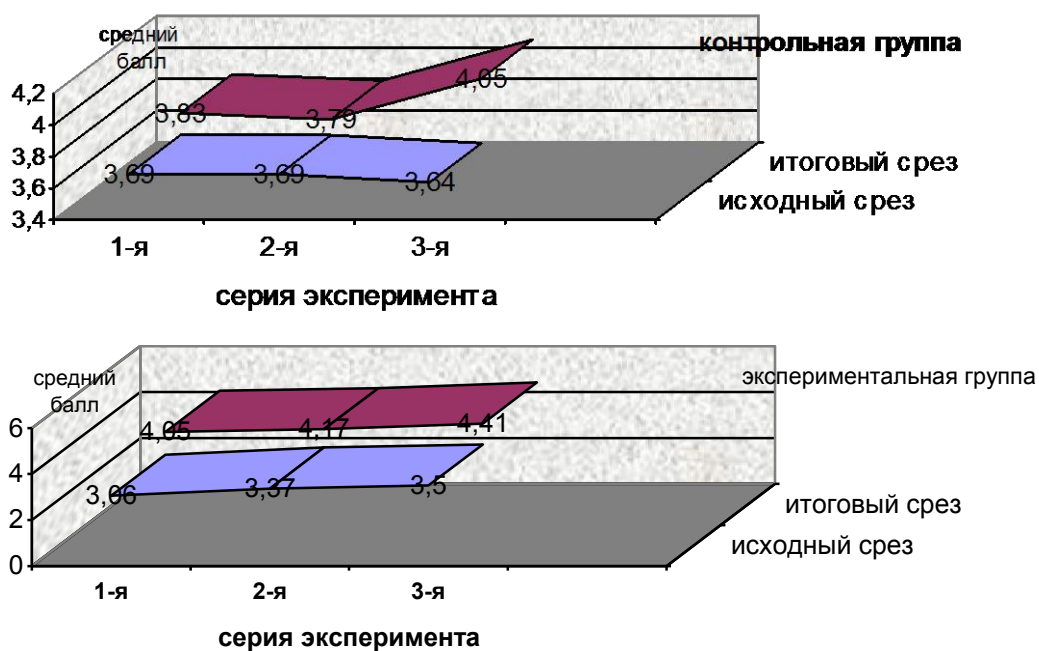 средний
балл
контрольная группа
4,2
4
3,8
3,6
3,4
3,83
3,79
4,05
3,69
3,69
3,64
итоговый срез
исходный срез
1-я 2-я 3-я
серия эксперимента
средний
балл
экспериментальная группа
6
4
2
0
4,05
4,17
4,41
3,06
3,37
3,5
итоговый срез
исходный срез
1-я 2-я 3-я
серия эксперимента